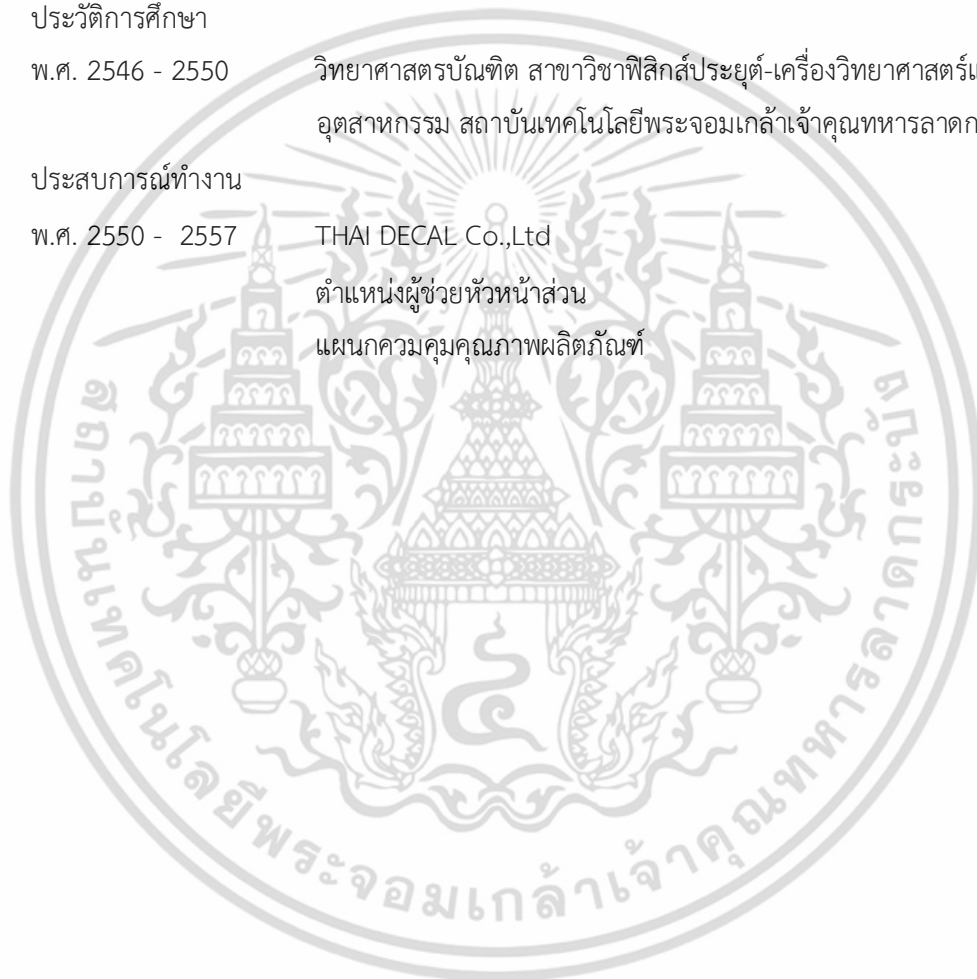 ประวัติการศึกษา
พ.ศ. 2546 - 2550 วิทยาศาสตรบัณฑิต สาขาวิชาฟิสิกส์ประยุกต์-เครื่องวิทยาศาสตร์
อุตสาหกรรม สถาบันเทคโนโลยีพระจอมเกล้าเจ้าคุณทหาร
ประสบการณ์ทำงาน
พ.ศ. 2550 - 2557 THAI DECAL Co.,Ltd
ตำแหน่งผู้ช่วยหัวหน้าส่วน
แผนกควมคุมคุณภาพผลิตภัณฑ์
สถาบันเทคโนโลยีพระจอมเกล้าเจ้าคุณทหารลาดกระบัง